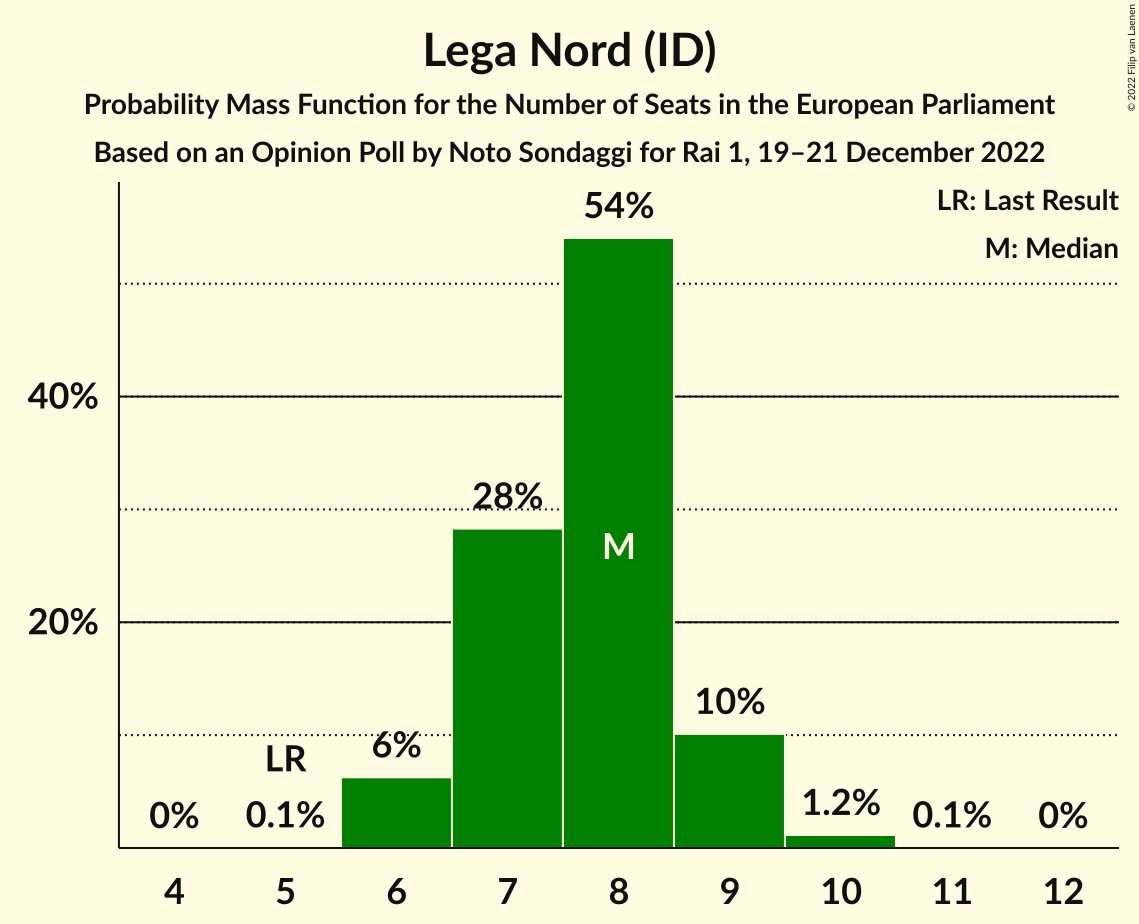 Lega Nord (ID)
Probability Mass Function for the Number of Seats in the European Parliament
Based on an Opinion Poll by Noto Sondaggi for Rai 1, 19–21 December 2022
© 2022 Filip van Laenen
LR: Last Result
M: Median
54%
40%
28%
M
20%
10%
6%
LR
0%
0.1%
1.2%
0.1%
0%
4 5 6 7 8 9 10 11 12